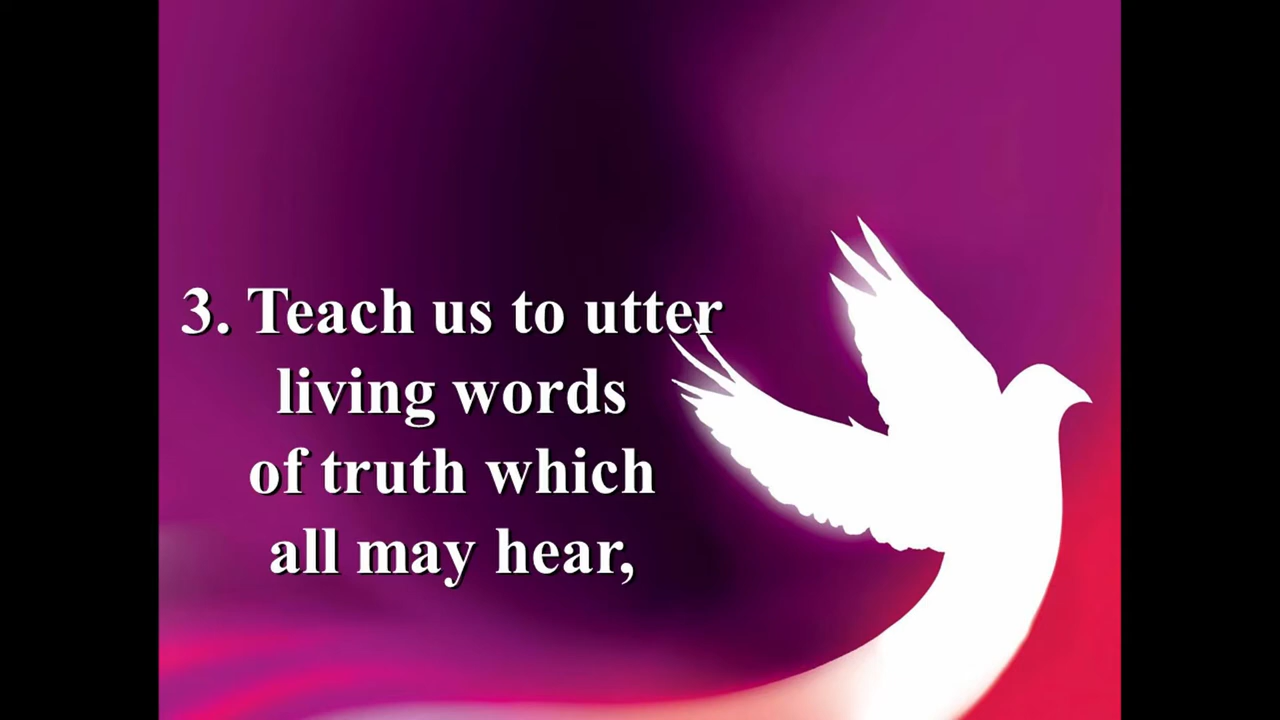 3. Teach us to utter
living words
of truth which
all may hear,